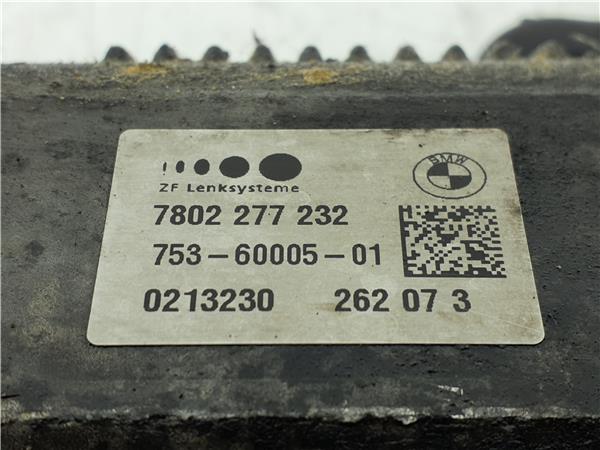 ZF Lenksysteme
BMW
7802 277 232
753-60005-01
0213230 262 07 3